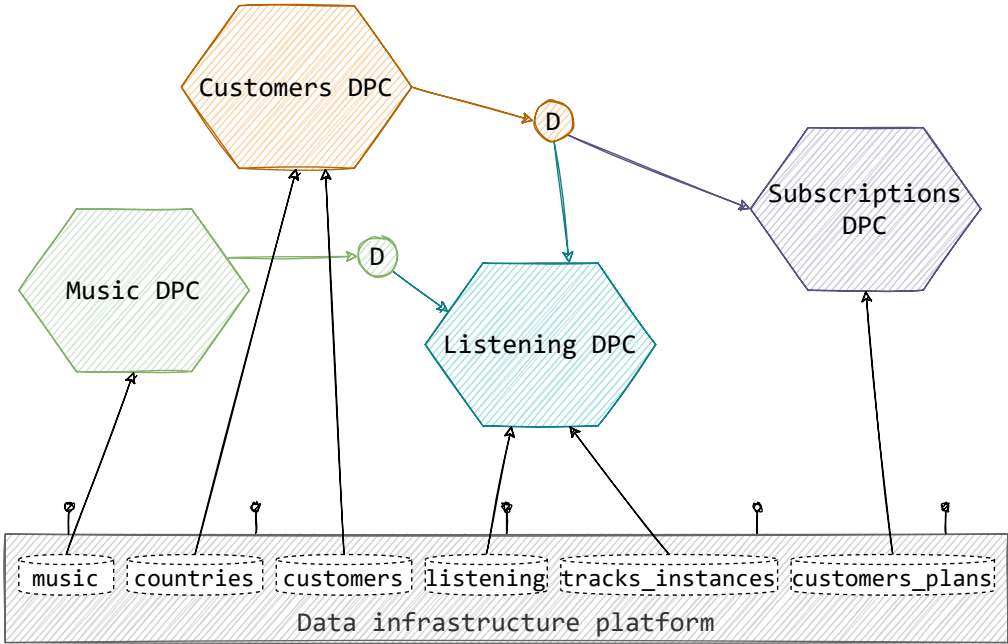 Customers DPC
D
Subscriptions
DPC
D
Music DPC
Listening DPC
music
countries
customers
listening
tracks_instances
customers_plans
Data infrastructure platform